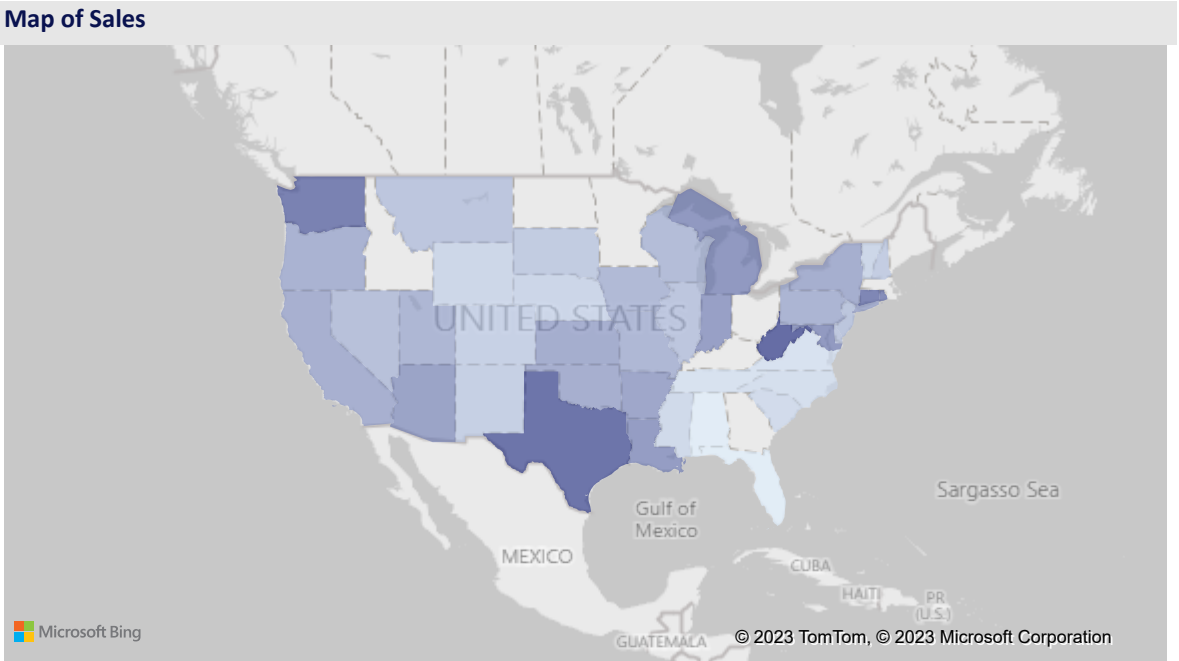 Map of Sales
UNITED STATES
Sargasso Sea
Gulf of
Mexico
MEXICO
CUBA
HAITI
PR
(U.S.)
GUATEMALA
Microsoft Bing
© 2023 TomTom, © 2023 Microsoft Corporation